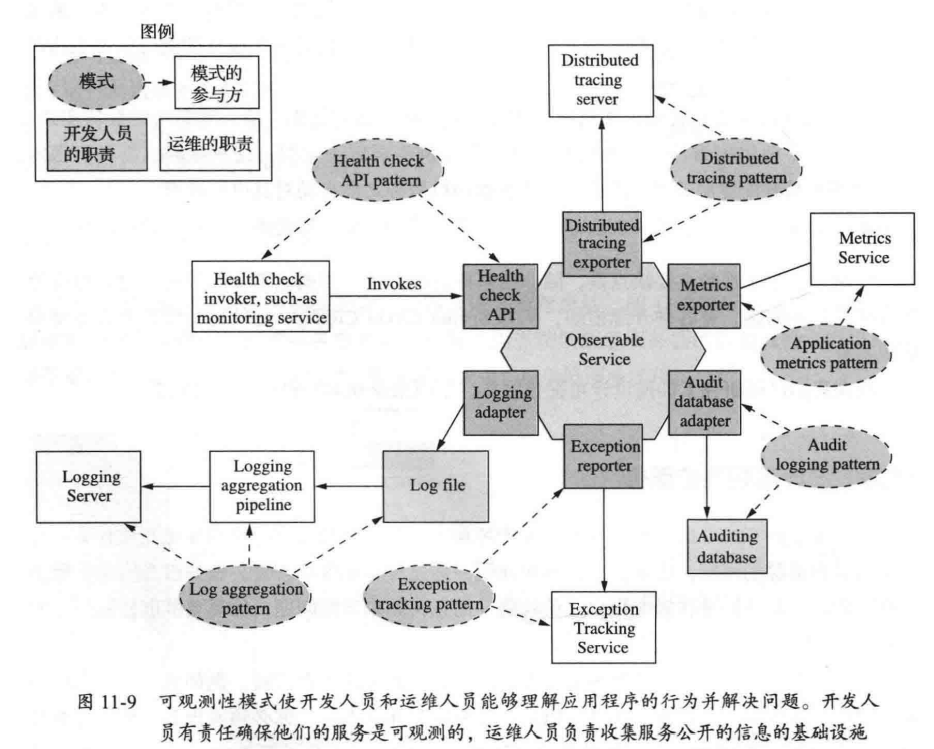 图例
模式
模式的
参与方
开发人员
的职责
运维的职责
Distributed
tracing
server
Health check
API pattern
Distributed
tracing pattern
Distributed
tracing
exporter
Metrics
Service
Health check
invoker, such-as
monitoring service
Invokes
Health
check
API
Metrics
exporter
Observable
Service
Application
metrics pattern
Logging
adapter
Audit
database
adapter
Exception
reporter
Audit
logging pattern
Logging
Server
Logging
aggregation
pipeline
Log file
Auditing
database
Log aggregation
pattern
Exception
tracking pattern
Exception
Tracking
Service
图 11-9 可观测性模式使开发人员和运维人员能够理解应用程序的行为并解决问题。开发人
员有责任确保他们的服务是可观测的，运维人员负责收集服务公开的信息的基础设施